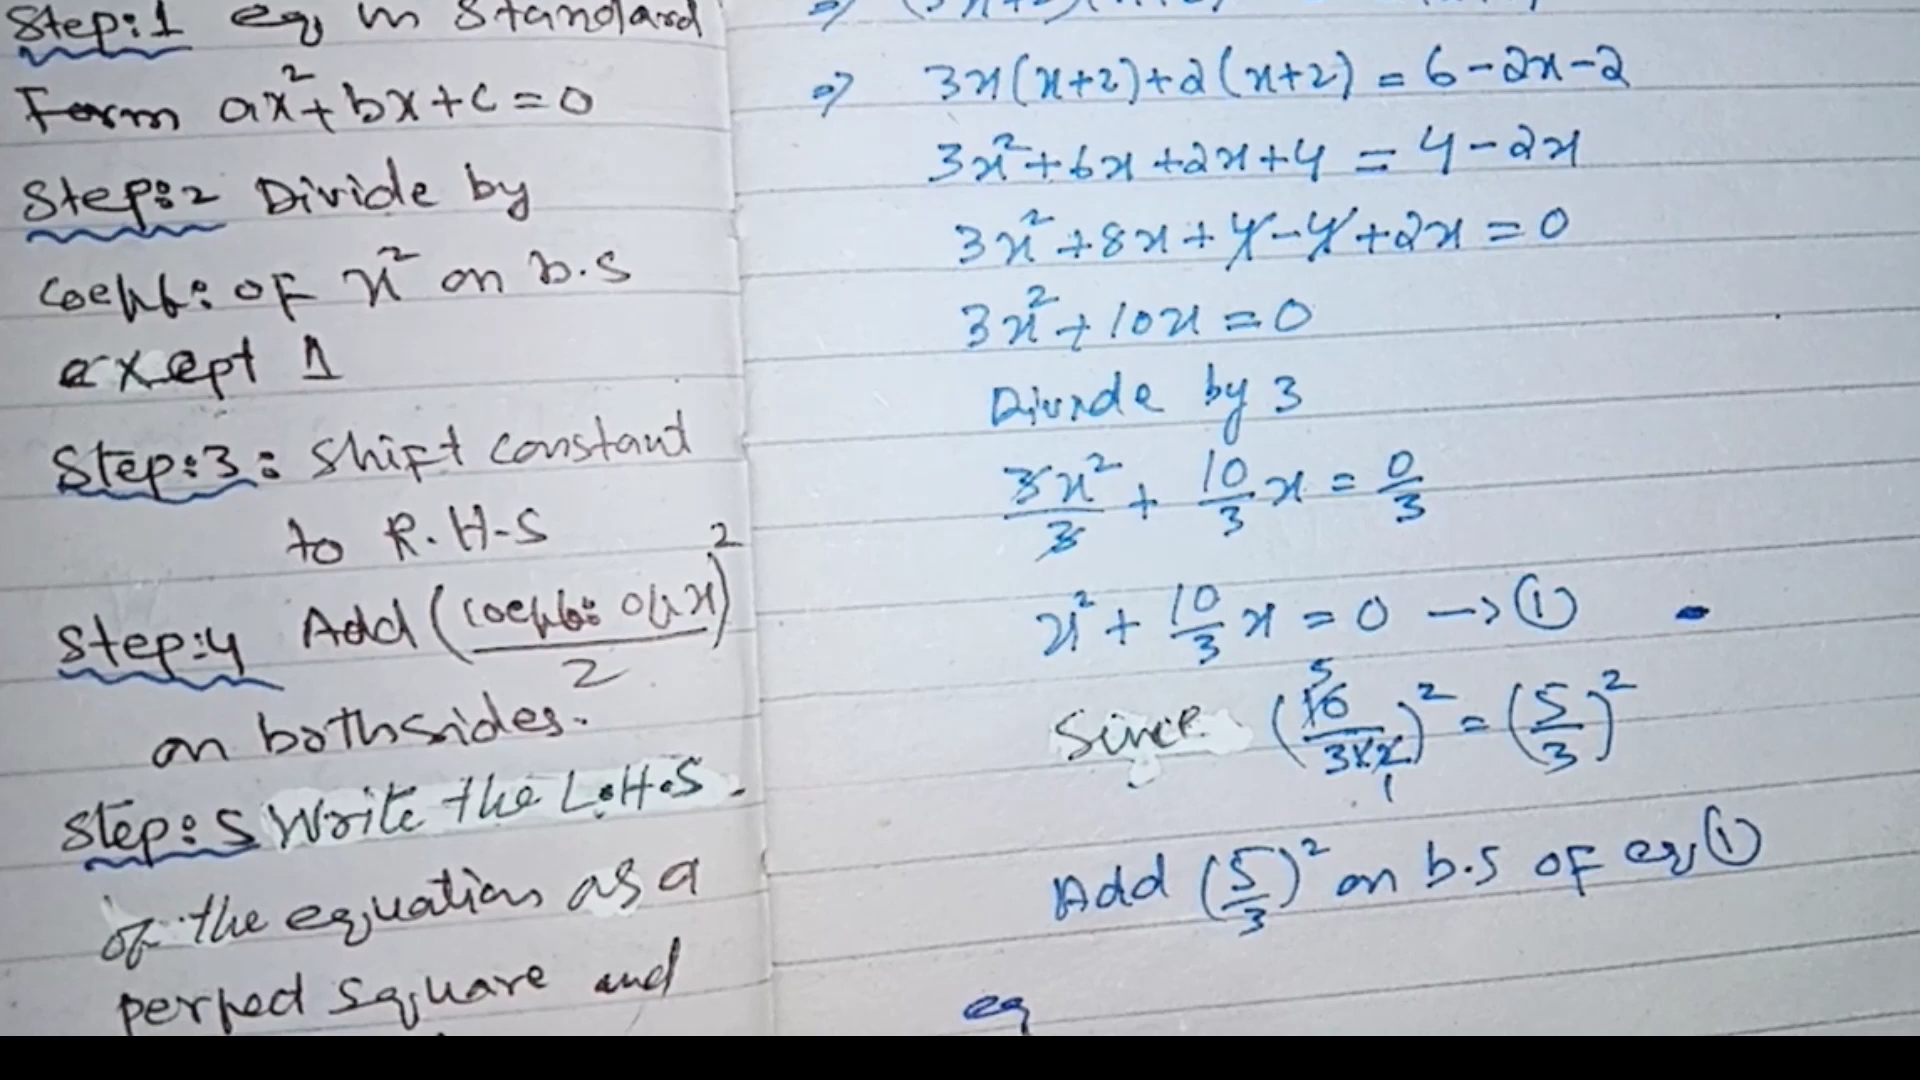 Step:1 eq in Standard
Form ax²+bx+c=0
Step:2 Divide by
Coeff: of x² on b.s
except 1
Step:3: Shift constant
to R.H.S
Step:4 Add (coeff: of x/2)²
on both sides.
Step:5 Write the L.H.S.
of the equation as a
perfect square and
⇒ 3x(x+2)+2(x+2) = 6-2x-2
3x²+6x+2x+4 = 4-2x
3x²+8x+4-4+2x=0
3x²+10x=0
Divide by 3
3x²/3 + 10/3 x = 0/3
x² + 10/3 x = 0 → ①
Since (10/3×2)² = (5/3)²
Add (5/3)² on b.s of eq ①
eq